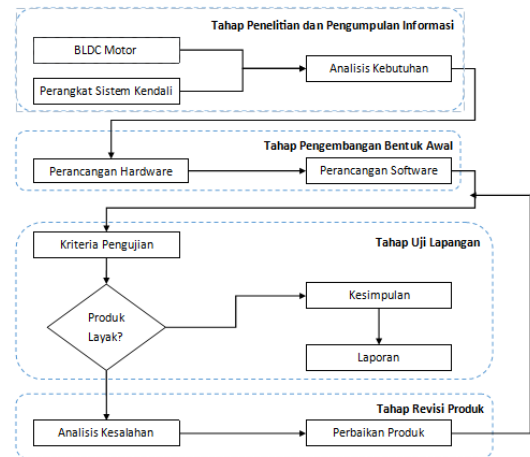 Tahap Penelitian dan Pengumpulan Informasi
BLDC Motor
Analisis Kebutuhan
Perangkat Sistem Kendali
Tahap Pengembangan Bentuk Awal
Perancangan Hardware
Perancangan Software
Kriteria Pengujian
Tahap Uji Lapangan
Produk
Layak?
Kesimpulan
Laporan
Tahap Revisi Produk
Analisis Kesalahan
Perbaikan Produk